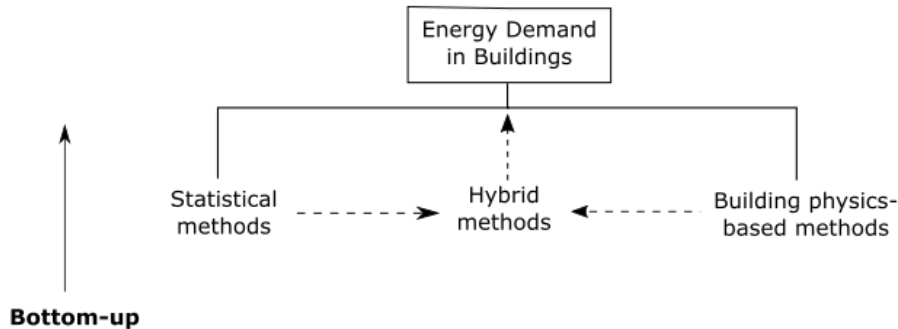 Energy Demand
in Buildings
Statistical
methods
Hybrid
methods
Building physics-
based methods
Bottom-up